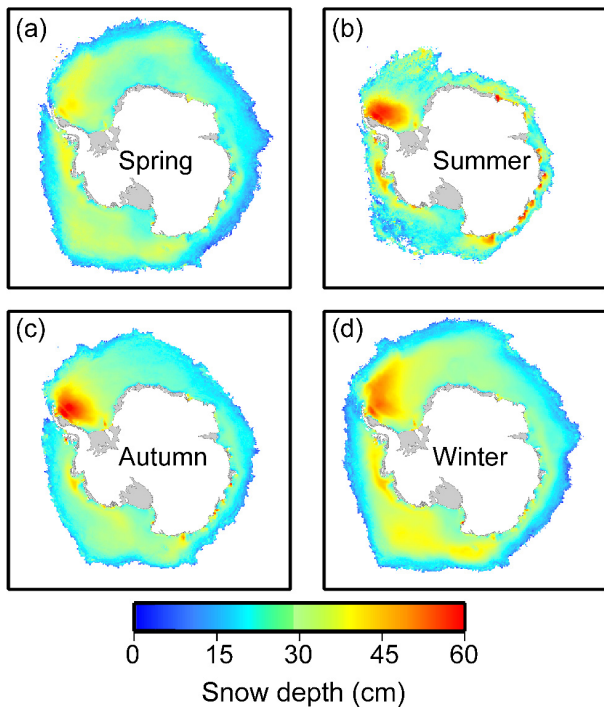 (a)
Spring
(b)
Summer
(c)
Autumn
(d)
Winter
0 15 30 45 60
Snow depth (cm)